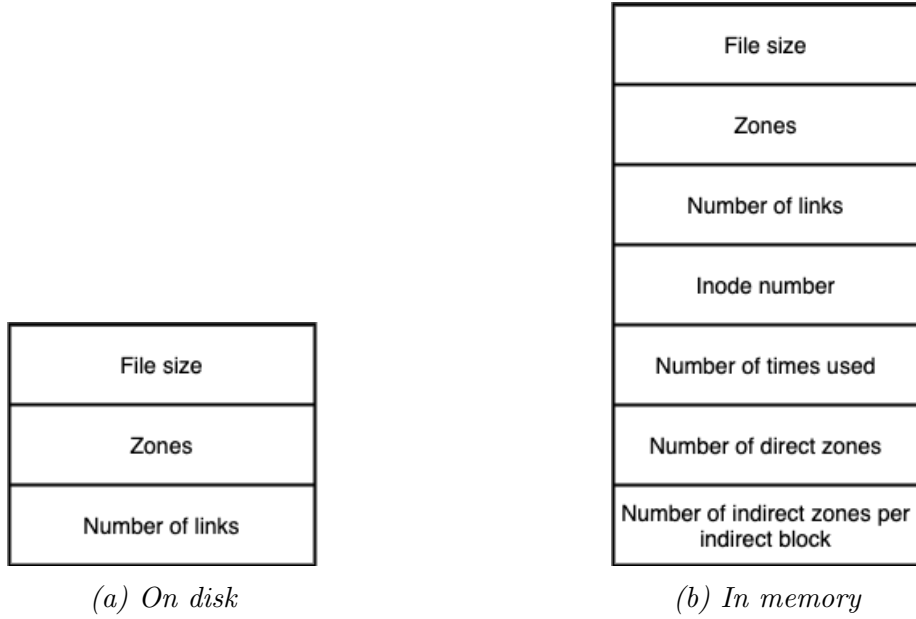 File size
Zones
Number of links
(a) On disk
File size
Zones
Number of links
Inode number
Number of times used
Number of direct zones
Number of indirect zones per
indirect block
(b) In memory